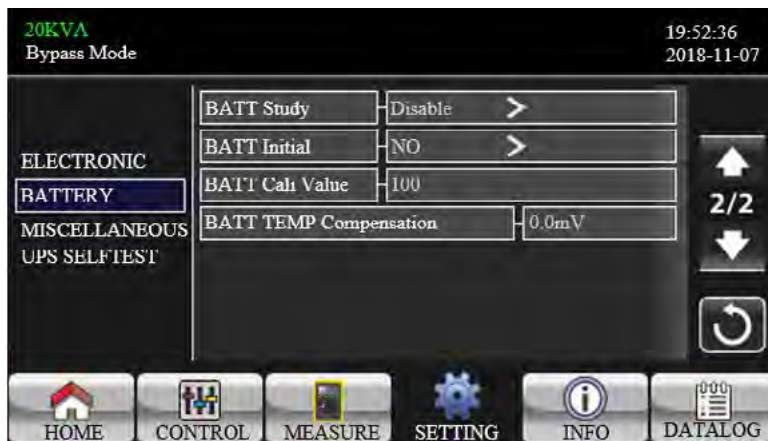 20KVA
Bypass Mode
19:52:36
2018-11-07
ELECTRONIC
BATTERY
MISCELLANEOUS
UPS SELFTEST
BATT Study Disable >
BATT Initial NO >
BATT Cali Value 100
BATT TEMP Compensation 0.0mV
2/2
HOME CONTROL MEASURE SETTING INFO DATALOG